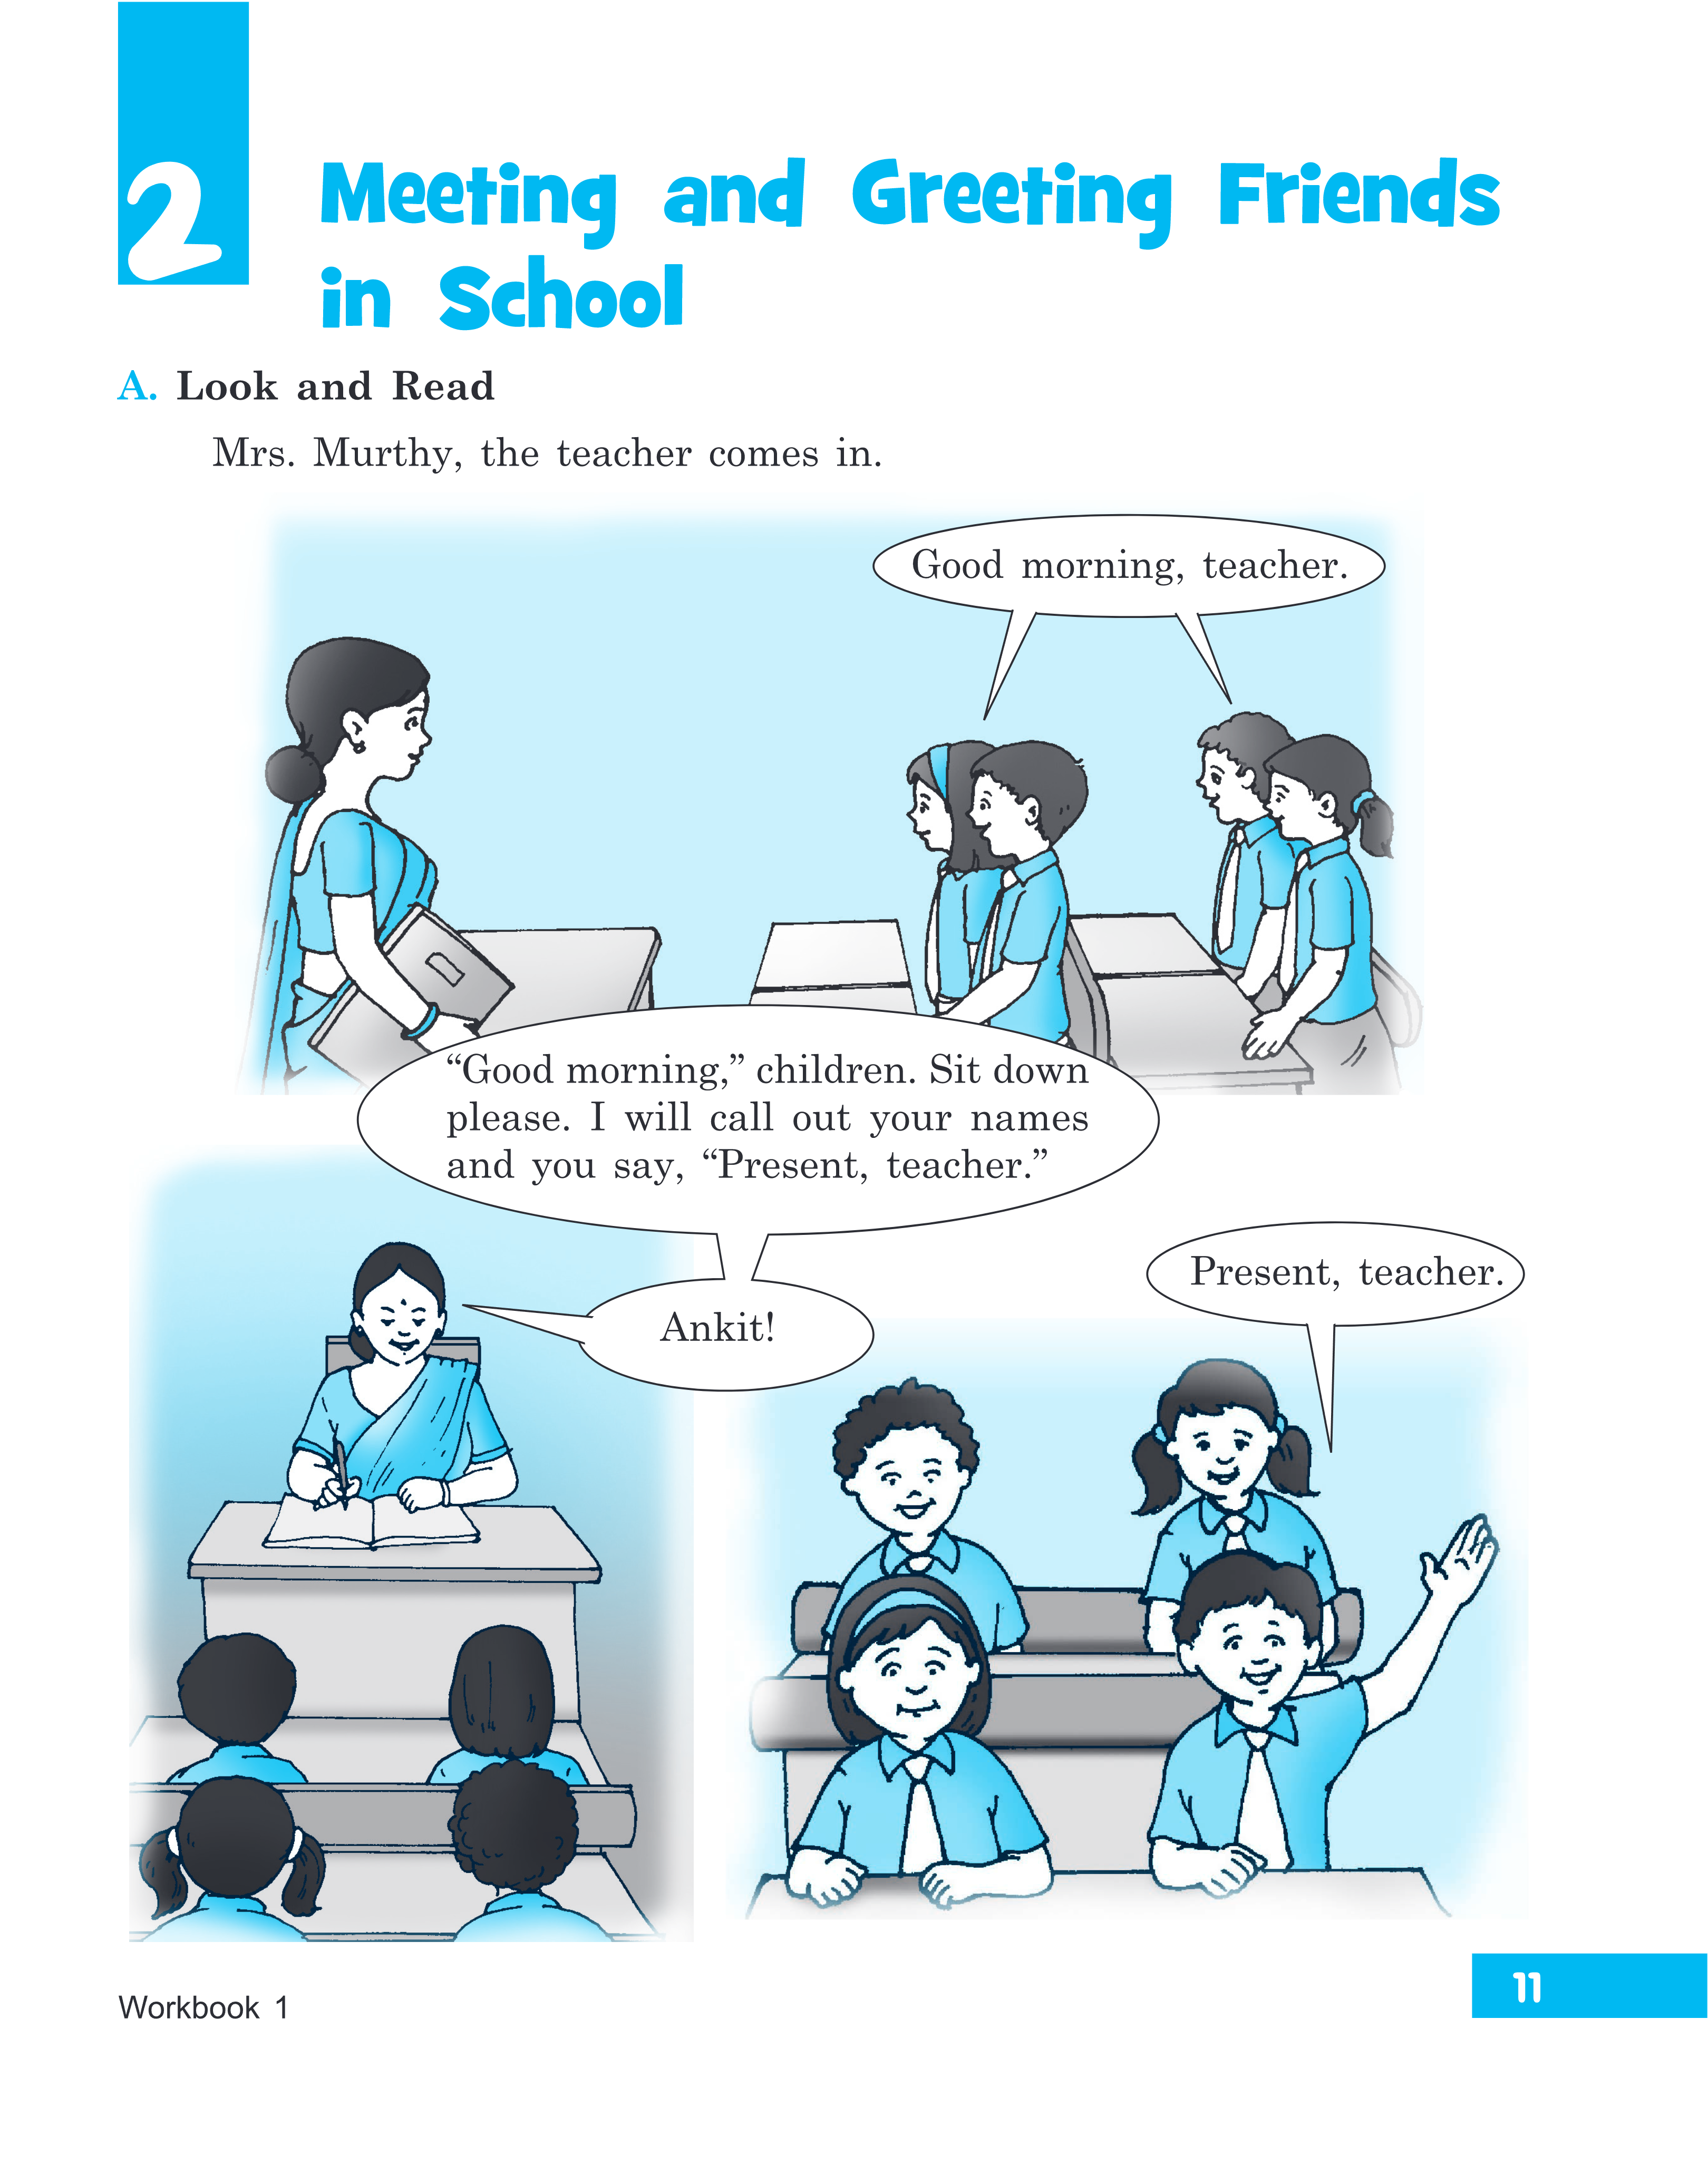 2
Meeting and Greeting Friends
in School
A. Look and Read
Mrs. Murthy, the teacher comes in.
Good morning, teacher.
“Good morning,” children. Sit down
please. I will call out your names
and you say, “Present, teacher.”
Ankit!
Present, teacher.
Workbook 1
11